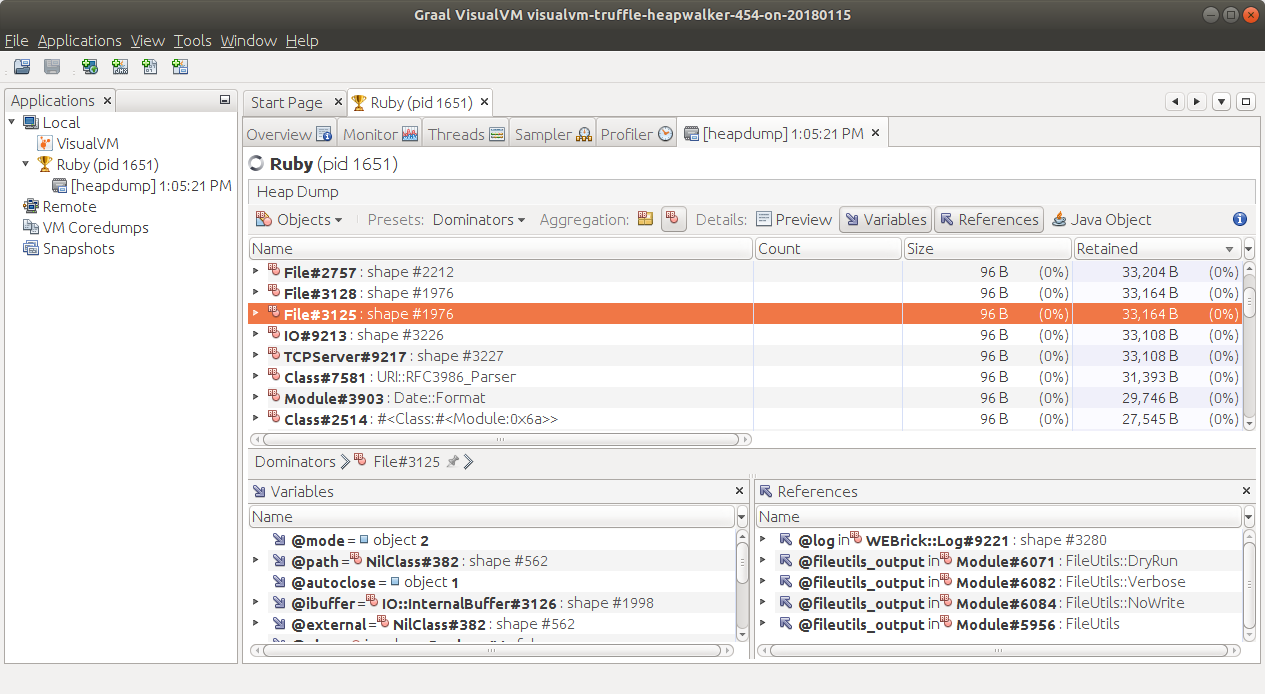 Graal VisualVM visualvm-truffle-heapwalker-454-on-20180115
File Applications View Tools Window Help
Applications
Local
VisualVM
Ruby (pid 1651)
[heapdump] 1:05:21 PM
Remote
VM Coredumps
Snapshots
Start Page Ruby (pid 1651)
Overview Monitor Threads Sampler Profiler [heapdump] 1:05:21 PM
Ruby (pid 1651)
Heap Dump
Objects Presets: Dominators Aggregation: Details: Preview Variables References Java Object
Name Count Size Retained
File#2757 : shape #2212 96 B (0%) 33,204 B (0%)
File#3128 : shape #1976 96 B (0%) 33,164 B (0%)
File#3125 : shape #1976 96 B (0%) 33,164 B (0%)
IO#9213 : shape #3226 96 B (0%) 33,108 B (0%)
TCPServer#9217 : shape #3227 96 B (0%) 33,108 B (0%)
Class#7581 : URI::RFC3986_Parser 96 B (0%) 31,393 B (0%)
Module#3903 : Date::Format 96 B (0%) 29,746 B (0%)
Class#2514 : #<Class:#<Module:0x6a>> 96 B (0%) 27,545 B (0%)
Dominators File#3125
Variables
Name
@mode = object 2
@path = NilClass#382 : shape #562
@autoclose = object 1
@ibuffer = IO::InternalBuffer#3126 : shape #1998
@external = NilClass#382 : shape #562
References
Name
@log in WEBrick::Log#9221 : shape #3280
@fileutils_output in Module#6071 : FileUtils::DryRun
@fileutils_output in Module#6082 : FileUtils::Verbose
@fileutils_output in Module#6084 : FileUtils::NoWrite
@fileutils_output in Module#5956 : FileUtils